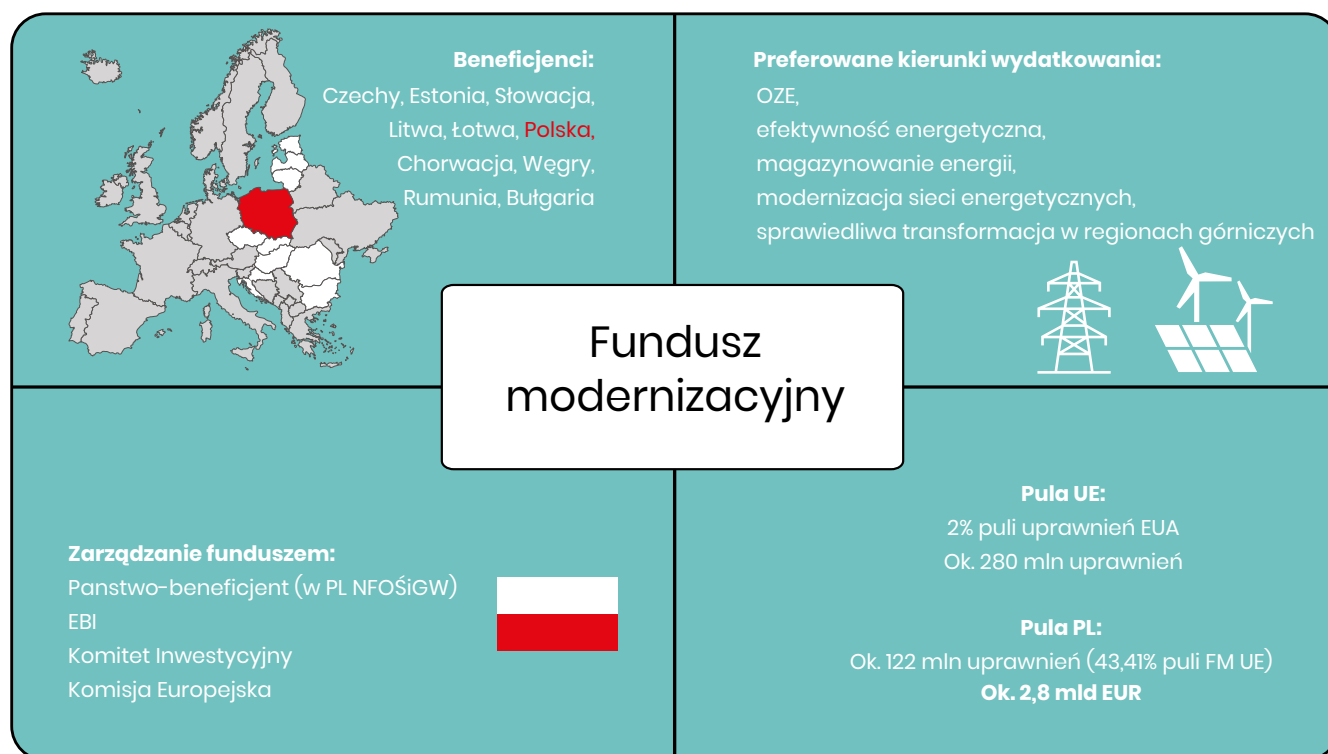 Beneficjenci:
Czechy, Estonia, Słowacja,
Litwa, Łotwa, Polska,
Chorwacja, Węgry,
Rumunia, Bułgaria
Preferowane kierunki wydatkowania:
OZE,
efektywność energetyczna,
magazynowanie energii,
modernizacja sieci energetycznych,
sprawiedliwa transformacja w regionach górniczych
Fundusz
modernizacyjny
Zarządzanie funduszem:
Panstwo-beneficjent (w PL NFOŚiGW)
EBI
Komitet Inwestycyjny
Komisja Europejska
Pula UE:
2% puli uprawnień EUA
Ok. 280 mln uprawnień
Pula PL:
Ok. 122 mln uprawnień (43,41% puli FM UE)
Ok. 2,8 mld EUR